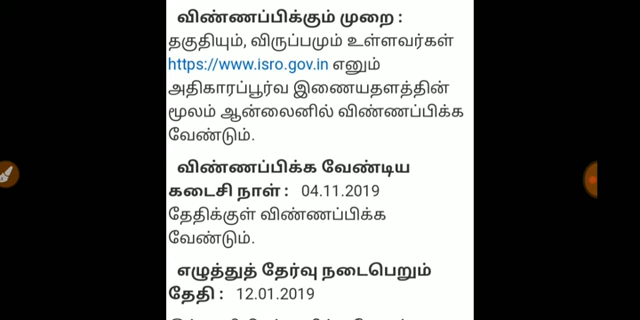 விண்ணப்பிக்கும் முறை :
தகுதியும், விருப்பமும் உள்ளவர்கள்
https://www.isro.gov.in எனும்
அதிகாரப்பூர்வ இணையதளத்தின்
மூலம் ஆன்லைனில் விண்ணப்பிக்க
வேண்டும்.
விண்ணப்பிக்க வேண்டிய
கடைசி நாள் : 04.11.2019
தேதிக்குள் விண்ணப்பிக்க
வேண்டும்.
எழுத்துத் தேர்வு நடைபெறும்
தேதி : 12.01.2019